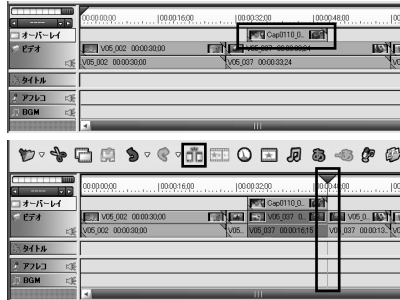 00:00:00;00 00:00:16;00 00:00:32;00 00:00:48;00
オーバーレイ Cap0110_0...
ビデオ V05_002 00:00:30;00 V05_037 00:00:33;24
V05_002 00:00:30;00 V05_037 00:00:33;24
タイトル
アフレコ
BGM
00:00:00;00 00:00:16;00 00:00:32;00
オーバーレイ Cap0110_0...
ビデオ V05_002 00:00:30;00 V05_037 0... V05_0...
V05_002 00:00:30;00 V05... V05_037 00:00:16;15 V05_037 00:00:13...
タイトル
アフレコ
BGM